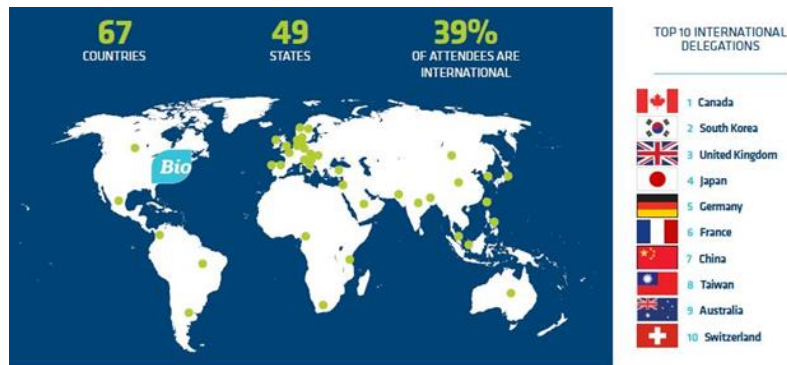 67
COUNTRIES
49
STATES
39%
OF ATTENDEES ARE
INTERNATIONAL
Bio
TOP 10 INTERNATIONAL
DELEGATIONS
1 Canada
2 South Korea
3 United Kingdom
4 Japan
5 Germany
6 France
7 China
8 Taiwan
9 Australia
10 Switzerland